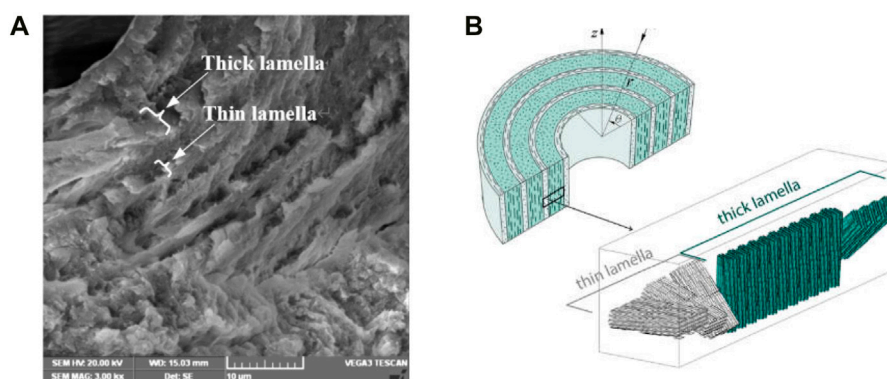 A
Thick lamella
Thin lamella
SEM HV: 20.00 kV WD: 15.03 mm VEGA3 TESCAN
SEM MAG: 3.00 kx Det: SE 10 µm
B
z
r
θ
thick lamella
thin lamella